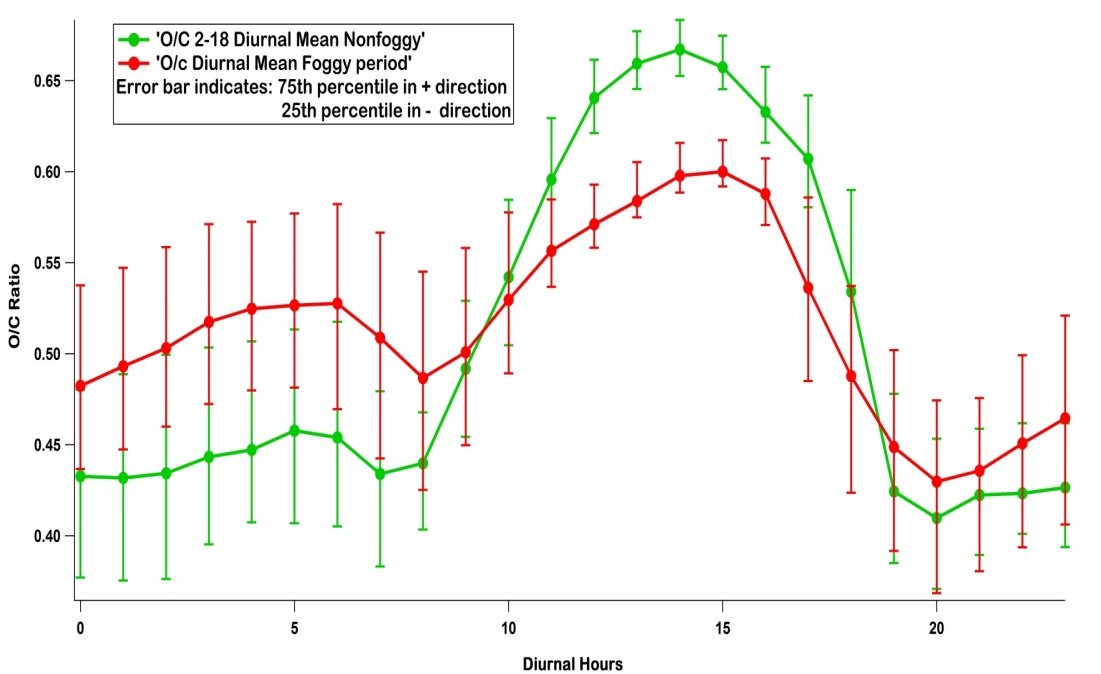 'O/C 2-18 Diurnal Mean Nonfoggy'
'O/c Diurnal Mean Foggy period'
Error bar indicates: 75th percentile in + direction
25th percentile in - direction
0.65
0.60
0.55
0.50
0.45
0.40
O/C Ratio
0 5 10 15 20
Diurnal Hours